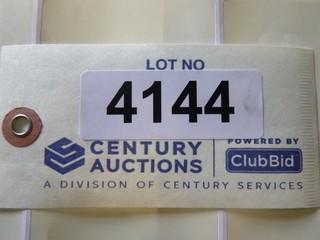 LOT NO
4144
CENTURY
AUCTIONS
POWERED BY
ClubBid
A DIVISION OF CENTURY SERVICES